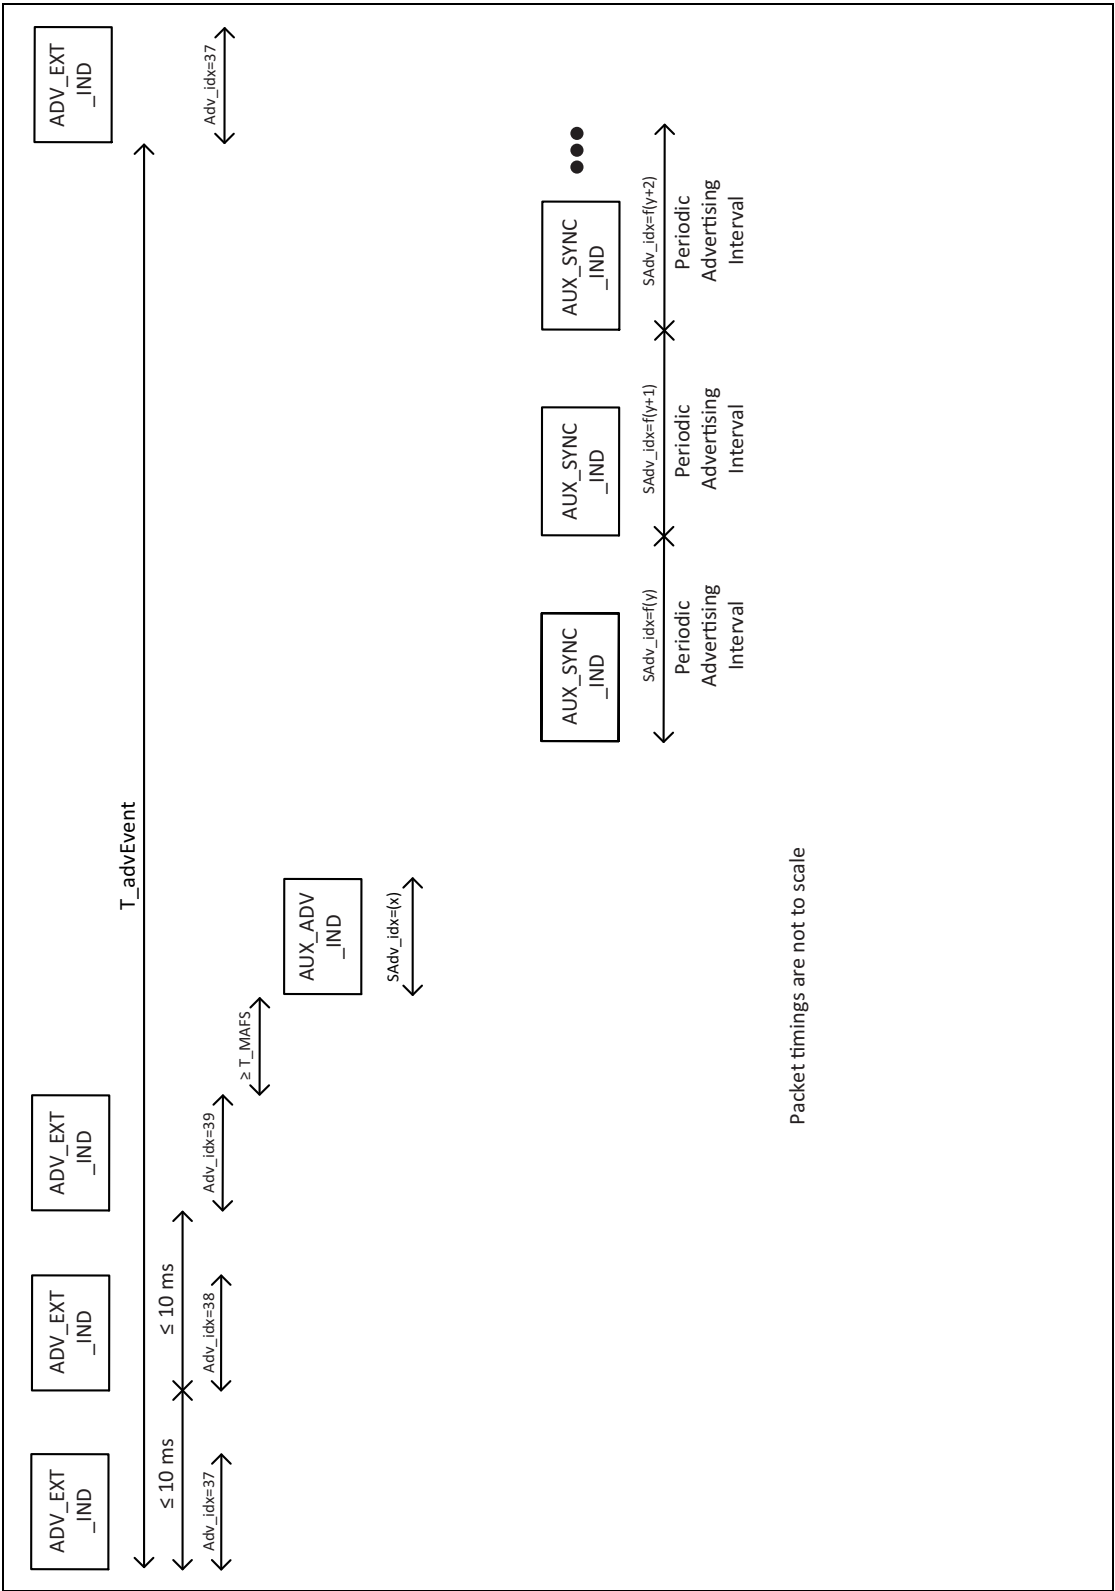 ADV_EXT
_IND
ADV_EXT
_IND
ADV_EXT
_IND
ADV_EXT
_IND
T_advEvent
≤ 10 ms
≤ 10 ms
Adv_idx=37
Adv_idx=38
Adv_idx=39
Adv_idx=37
≥ T_MAFS
AUX_ADV
_IND
SAdv_idx=(x)
AUX_SYNC
_IND
AUX_SYNC
_IND
AUX_SYNC
_IND
SAdv_idx=f(y)
Periodic
Advertising
Interval
SAdv_idx=f(y+1)
Periodic
Advertising
Interval
SAdv_idx=f(y+2)
Periodic
Advertising
Interval
Packet timings are not to scale